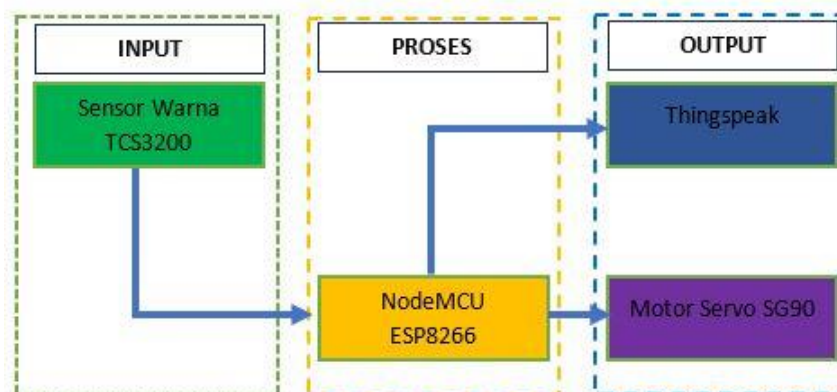 INPUT
Sensor Warna
TCS3200
PROSES
NodeMCU
ESP8266
OUTPUT
Thingspeak
Motor Servo SG90